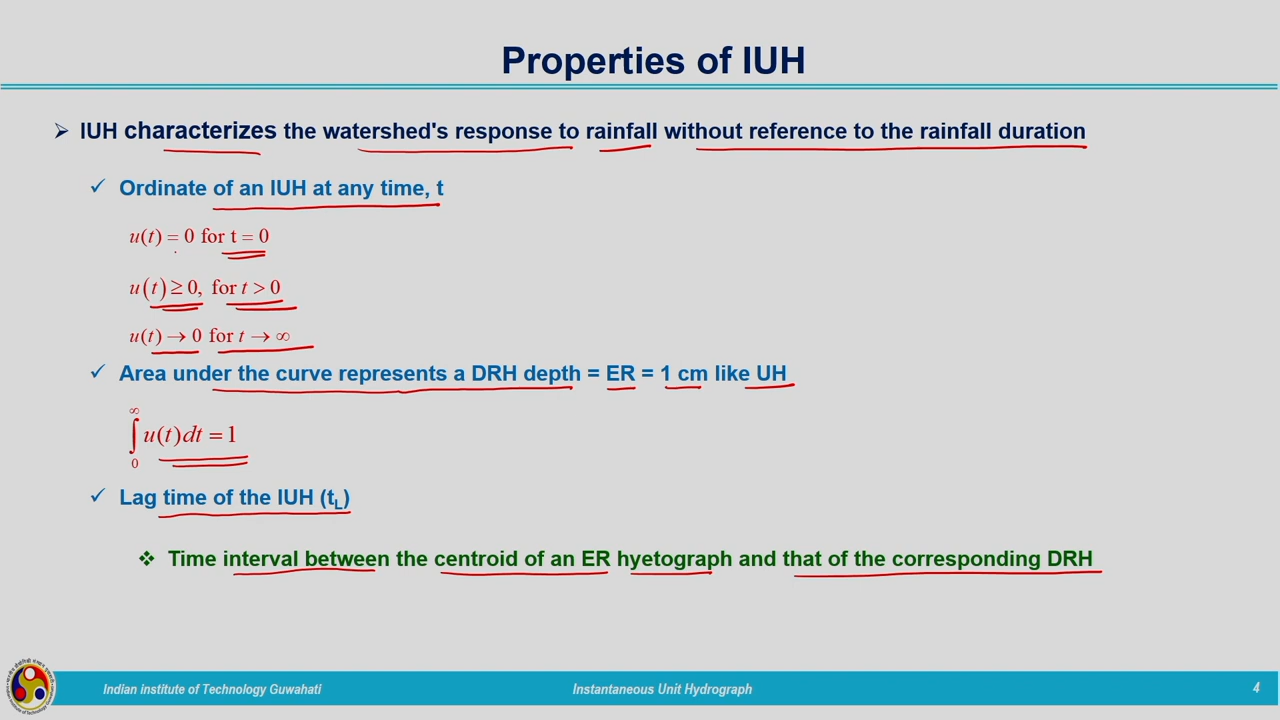 Properties of IUH
➢ IUH characterizes the watershed's response to rainfall without reference to the rainfall duration
✓ Ordinate of an IUH at any time, t
u(t) = 0 for t = 0
u(t) ≥ 0, for t > 0
u(t) → 0 for t → ∞
✓ Area under the curve represents a DRH depth = ER = 1 cm like UH
∫₀^∞ u(t)dt = 1
✓ Lag time of the IUH (t_L)
❖ Time interval between the centroid of an ER hyetograph and that of the corresponding DRH
Indian institute of Technology Guwahati
Instantaneous Unit Hydrograph
4